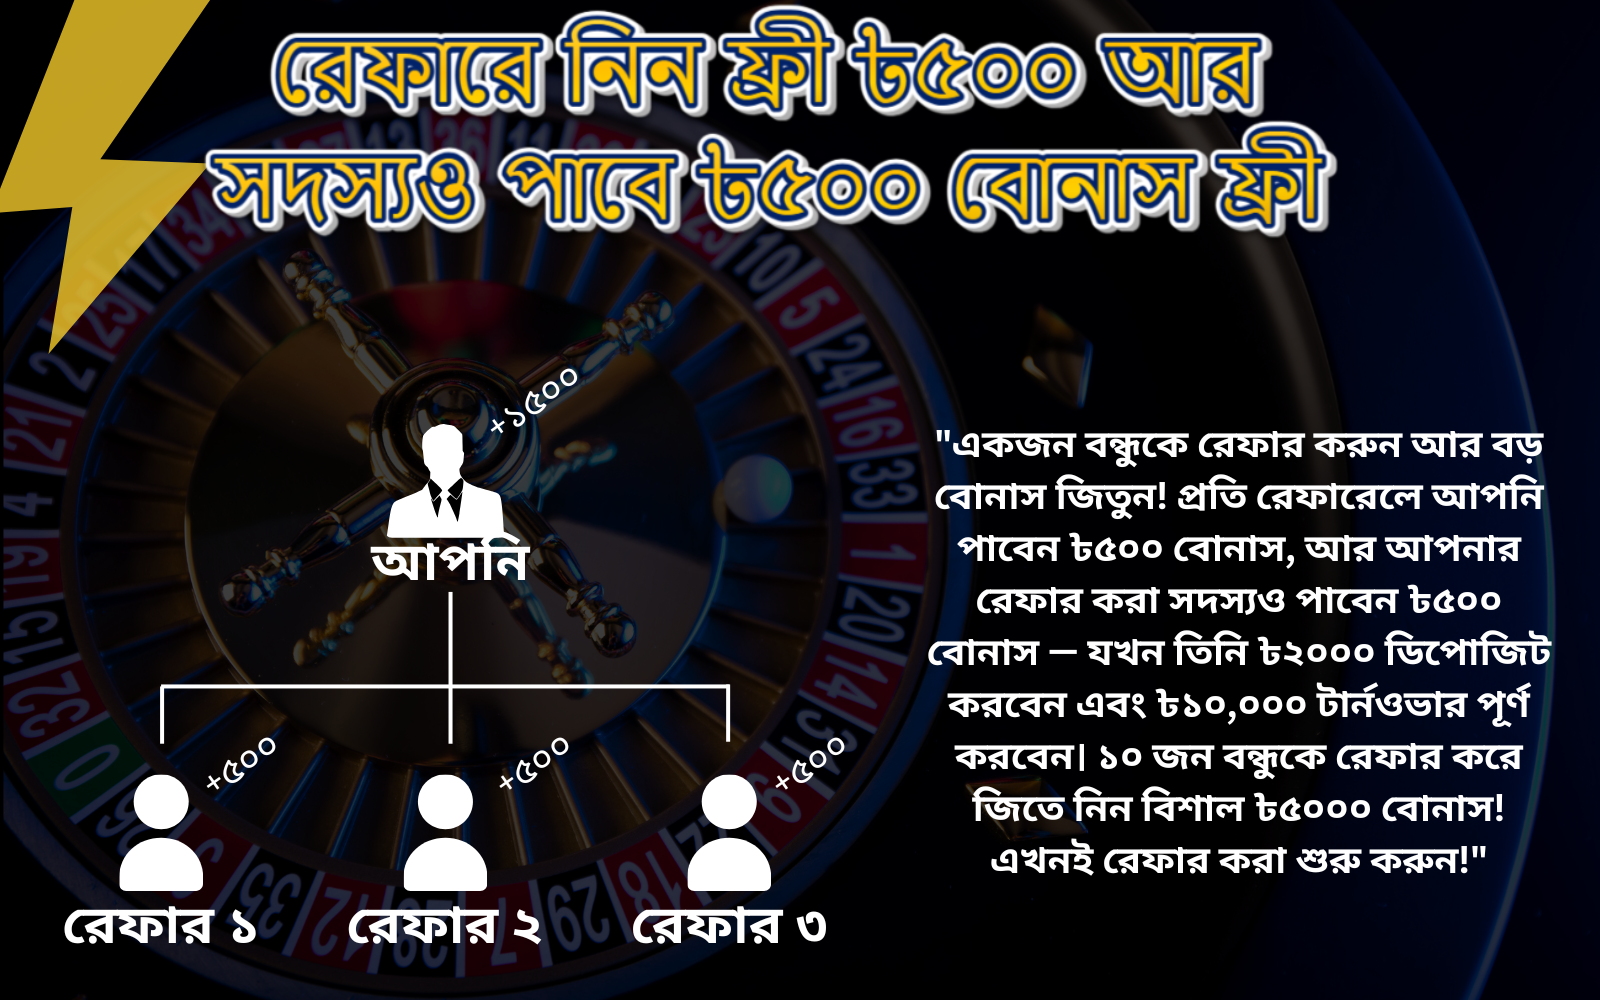 রেফারে নিন ফ্রী ৳৫০০ আর
সদস্যও পাবে ৳৫০০ বোনাস ফ্রী
+১৫০০
আপনি
+৫০০
+৫০০
+৫০০
রেফার ১
রেফার ২
রেফার ৩
"একজন বন্ধুকে রেফার করুন আর বড়
বোনাস জিতুন! প্রতি রেফারেলে আপনি
পাবেন ৳৫০০ বোনাস, আর আপনার
রেফার করা সদস্যও পাবেন ৳৫০০
বোনাস — যখন তিনি ৳২০০০ ডিপোজিট
করবেন এবং ৳১০,০০০ টার্নওভার পূর্ণ
করবেন। ১০ জন বন্ধুকে রেফার করে
জিতে নিন বিশাল ৳৫০০০ বোনাস!
এখনই রেফার করা শুরু করুন!"